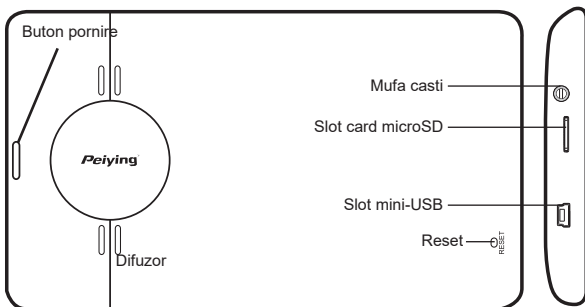 Buton pornire
Mufa casti
Slot card microSD
Peiying
Slot mini-USB
Reset
RESET
Difuzor